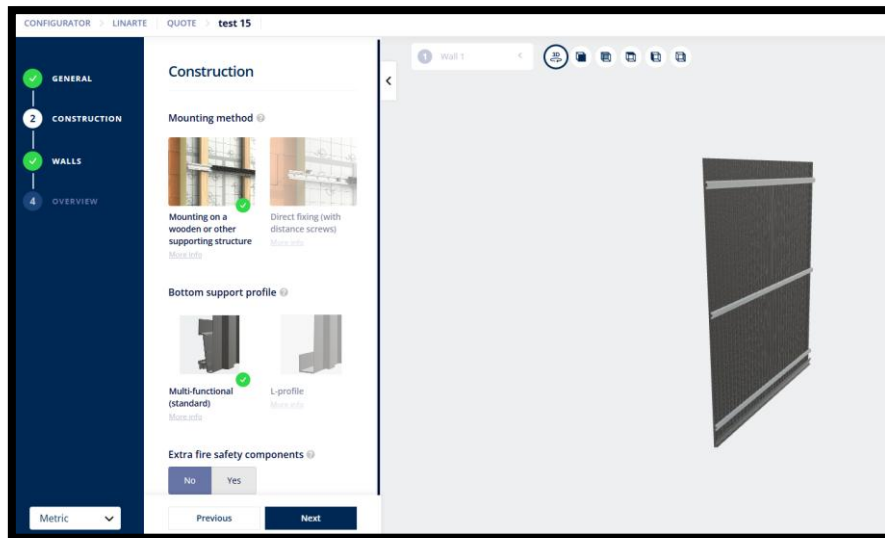 CONFIGURATOR > LINARTE QUOTE > test 15
GENERAL
2 CONSTRUCTION
WALLS
4 OVERVIEW
Metric
Construction
Mounting method ?
Mounting on a
wooden or other
supporting structure
More info
Direct fixing (with
distance screws)
More info
Bottom support profile ?
Multi-functional
(standard)
More info
L-profile
More info
Extra fire safety components ?
No Yes
Previous Next
1 Wall 1
3D